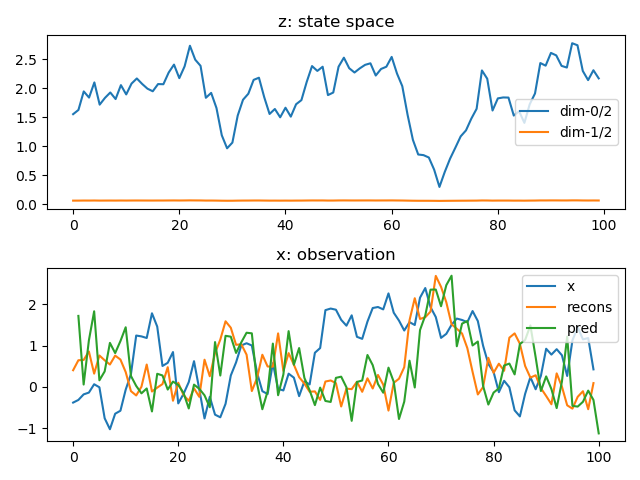 z: state space
2.5
2.0
1.5
1.0
0.5
0.0
dim-0/2
dim-1/2
0 20 40 60 80 100
x: observation
2
1
0
−1
x
recons
pred
0 20 40 60 80 100